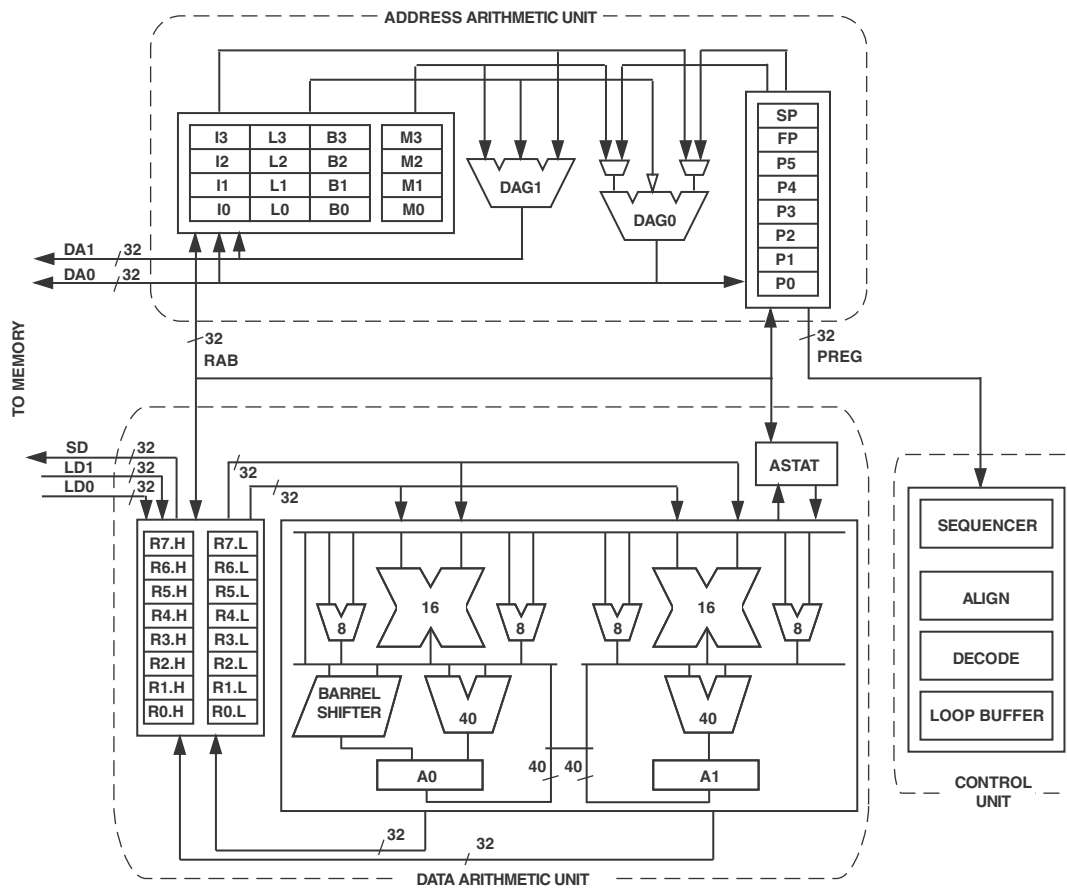 ADDRESS ARITHMETIC UNIT
I3 L3 B3 M3
I2 L2 B2 M2
I1 L1 B1 M1
I0 L0 B0 M0
DAG1
DAG0
SP
FP
P5
P4
P3
P2
P1
P0
DA1 32
DA0 32
TO MEMORY
32
RAB
32
PREG
SD 32
LD1 32
LD0 32
32
32
ASTAT
R7.H R7.L
R6.H R6.L
R5.H R5.L
R4.H R4.L
R3.H R3.L
R2.H R2.L
R1.H R1.L
R0.H R0.L
8 16 8 8 16 8
BARREL
SHIFTER
40
40
40 40
A0
A1
32
32
DATA ARITHMETIC UNIT
SEQUENCER
ALIGN
DECODE
LOOP BUFFER
CONTROL
UNIT